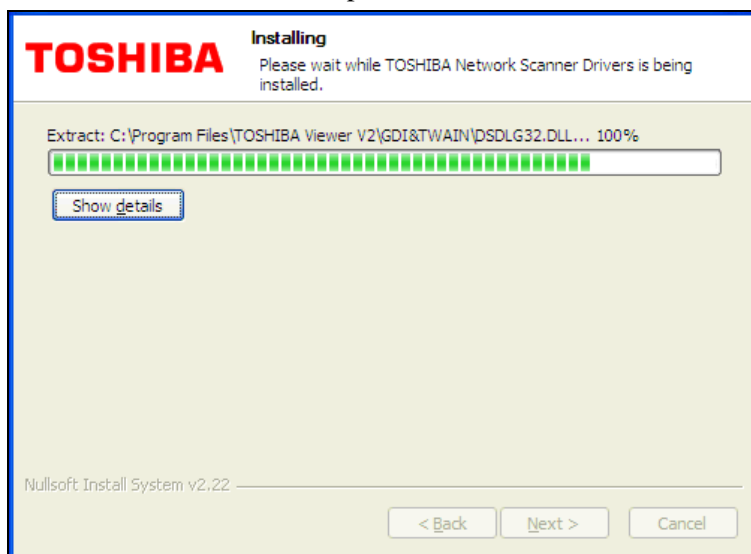 TOSHIBA
Installing
Please wait while TOSHIBA Network Scanner Drivers is being
installed.
Extract: C:\Program Files\TOSHIBA Viewer V2\GDI&TWAIN\DSDLG32.DLL... 100%
Show details
Nullsoft Install System v2.22
< Back Next > Cancel